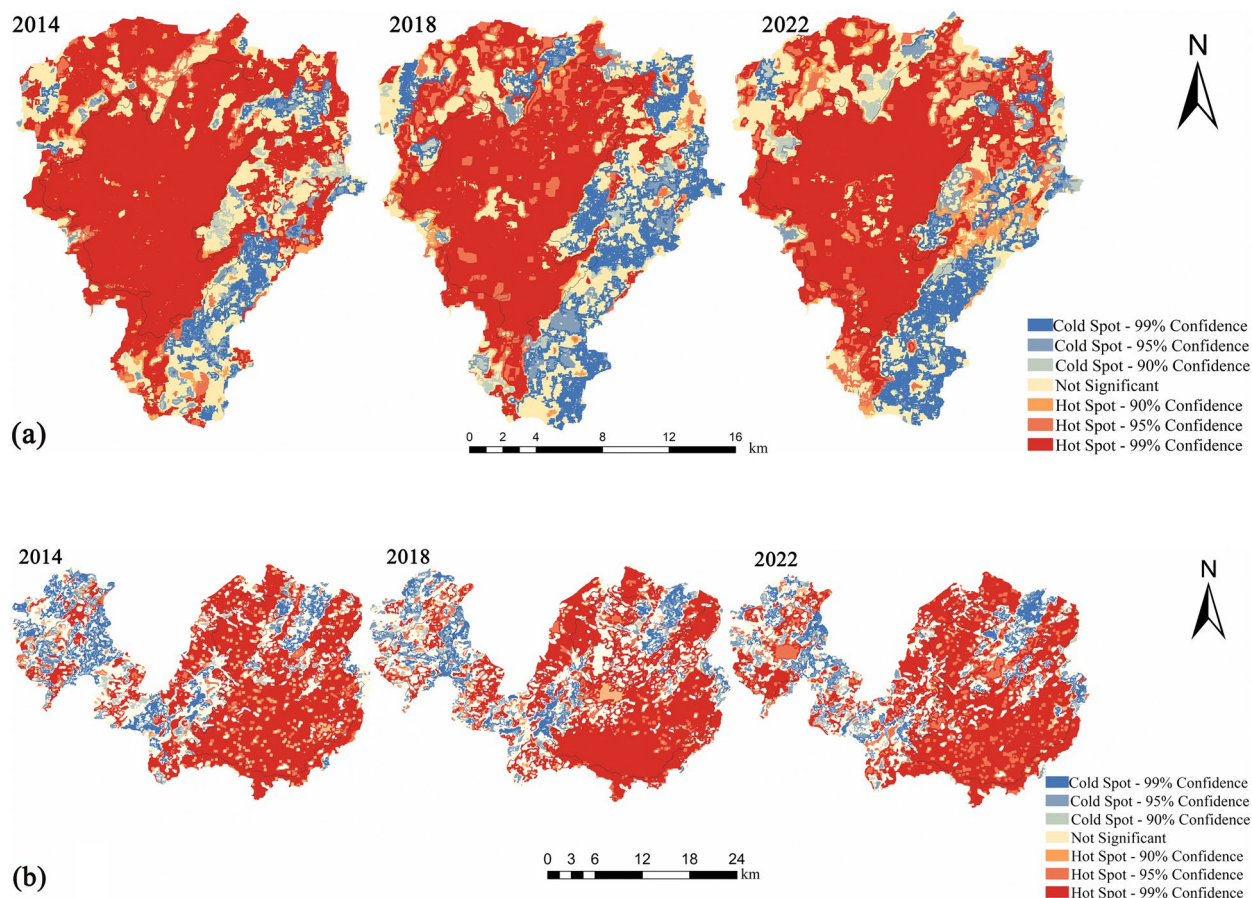 2014
2018
2022
N
Cold Spot - 99% Confidence
Cold Spot - 95% Confidence
Cold Spot - 90% Confidence
Not Significant
Hot Spot - 90% Confidence
Hot Spot - 95% Confidence
Hot Spot - 99% Confidence
(a)
0 1 2 4 8 12 16
km
2014
2018
2022
N
Cold Spot - 99% Confidence
Cold Spot - 95% Confidence
Cold Spot - 90% Confidence
Not Significant
Hot Spot - 90% Confidence
Hot Spot - 95% Confidence
Hot Spot - 99% Confidence
0 3 6 12 18 24
km
(b)